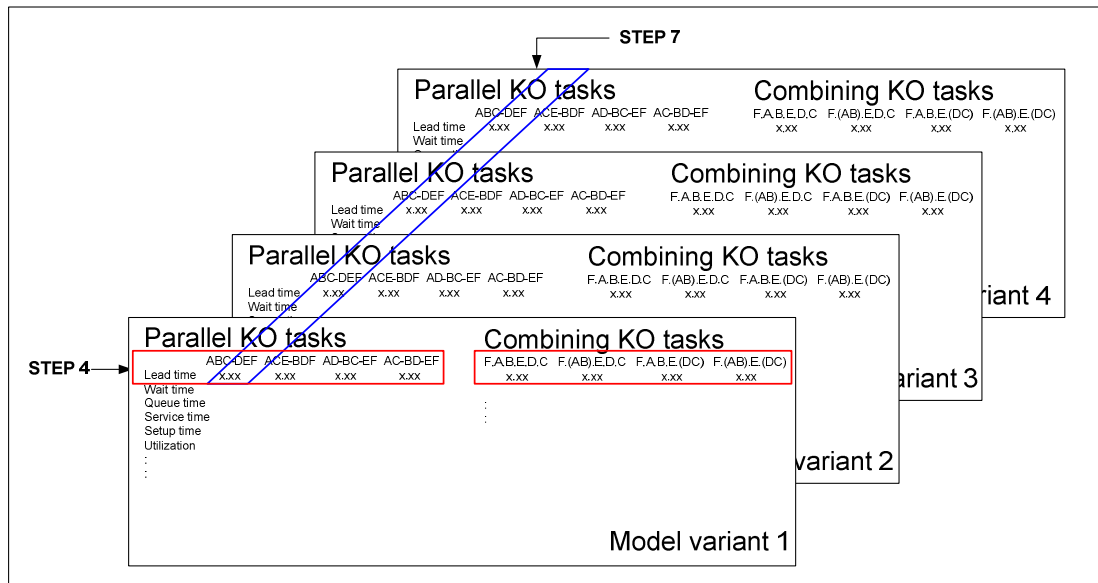 STEP 7
Parallel KO tasks Combining KO tasks
ABC-DEF ACE-BDF AD-BC-EF AC-BD-EF F.A.B.E.D.C F.(AB).E.D.C F.A.B.E.(DC) F.(AB).E.(DC)
Lead time x.xx x.xx x.xx x.xx x.xx x.xx x.xx x.xx
Wait time
riant 4
Parallel KO tasks Combining KO tasks
ABC-DEF ACE-BDF AD-BC-EF AC-BD-EF F.A.B.E.D.C F.(AB).E.D.C F.A.B.E.(DC) F.(AB).E.(DC)
Lead time x.xx x.xx x.xx x.xx x.xx x.xx x.xx x.xx
Wait time
ariant 3
Parallel KO tasks Combining KO tasks
ABC-DEF ACE-BDF AD-BC-EF AC-BD-EF F.A.B.E.D.C F.(AB).E.D.C F.A.B.E.(DC) F.(AB).E.(DC)
Lead time x.xx x.xx x.xx x.xx x.xx x.xx x.xx x.xx
Wait time
variant 2
STEP 4
Parallel KO tasks Combining KO tasks
ABC-DEF ACE-BDF AD-BC-EF AC-BD-EF F.A.B.E.D.C F.(AB).E.D.C F.A.B.E.(DC) F.(AB).E.(DC)
Lead time x.xx x.xx x.xx x.xx x.xx x.xx x.xx x.xx
Wait time
Queue time :
Service time :
Setup time
Utilization
:
:
:
Model variant 1